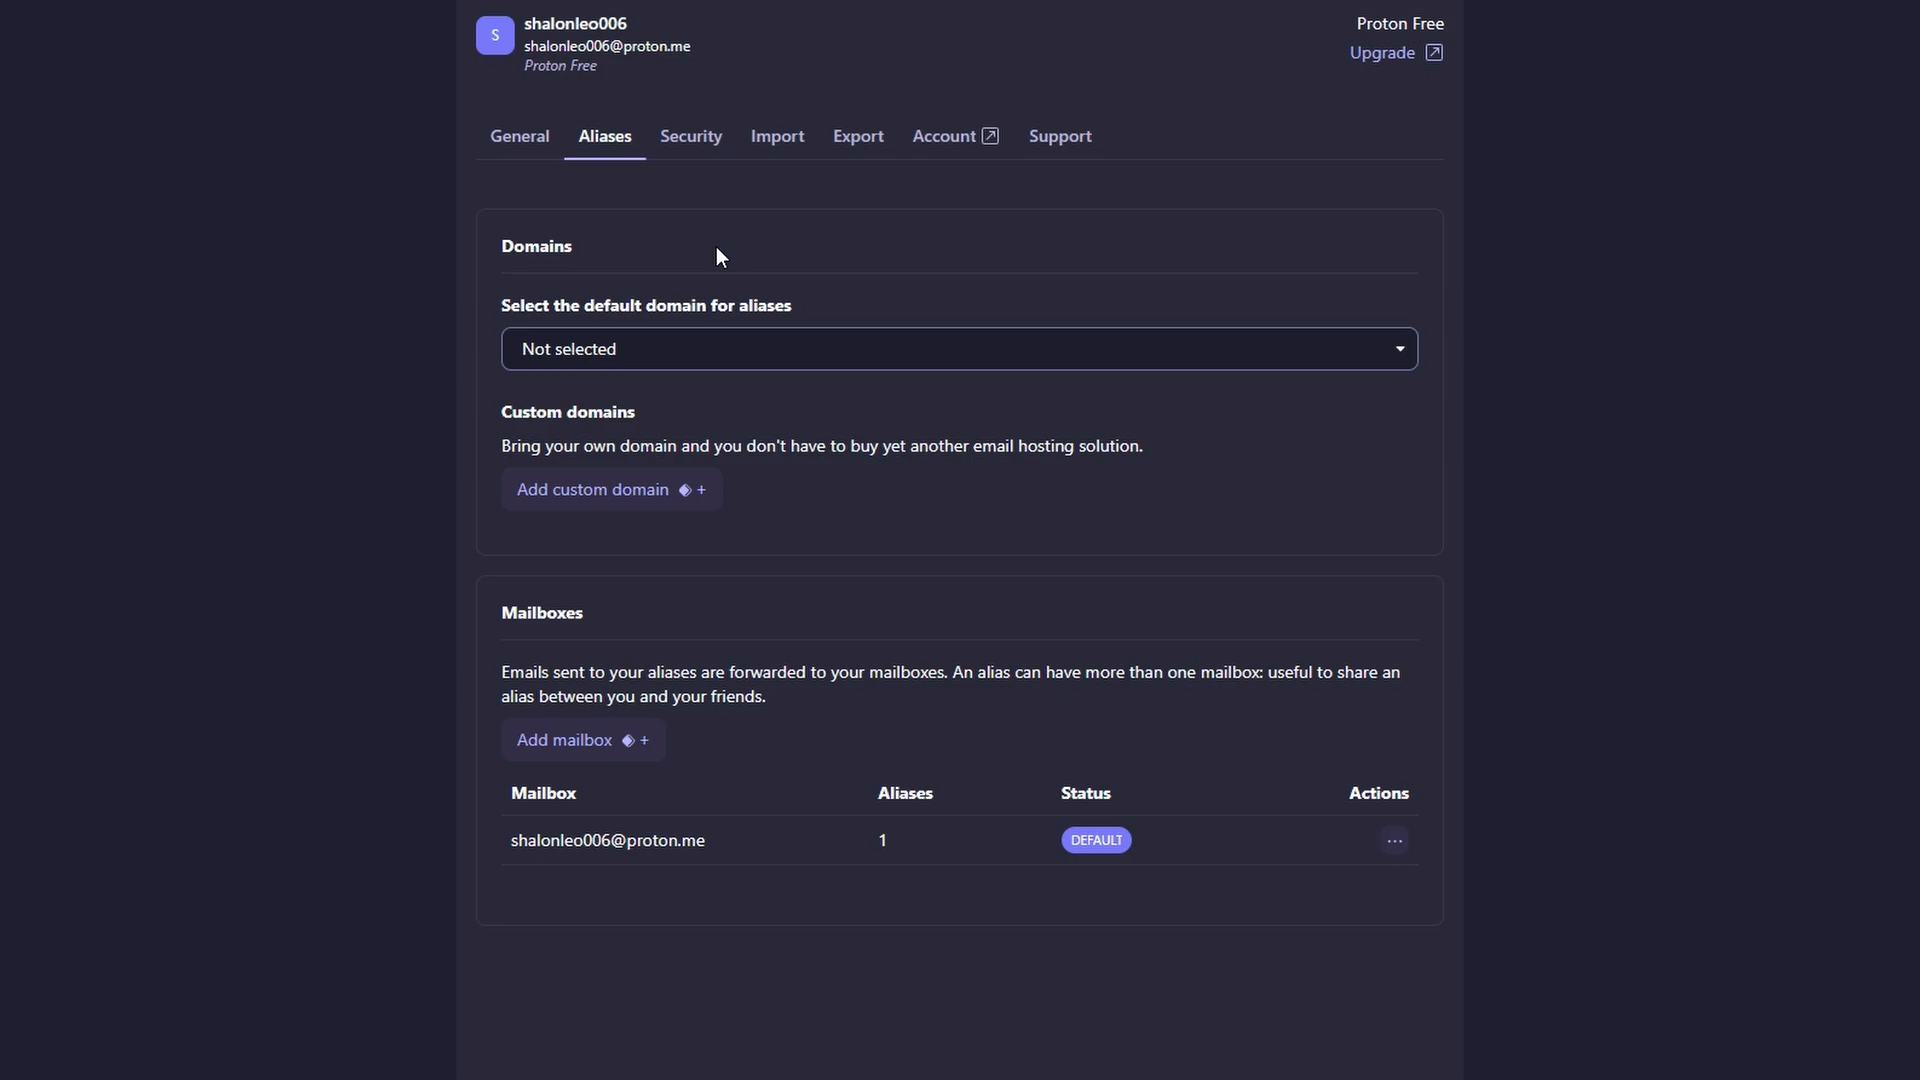 S
shalonleo006
shalonleo006@proton.me
Proton Free
Proton Free
Upgrade
General Aliases Security Import Export Account Support
Domains
Select the default domain for aliases
Not selected
Custom domains
Bring your own domain and you don't have to buy yet another email hosting solution.
Add custom domain +
Mailboxes
Emails sent to your aliases are forwarded to your mailboxes. An alias can have more than one mailbox: useful to share an
alias between you and your friends.
Add mailbox +
Mailbox Aliases Status Actions
shalonleo006@proton.me 1 DEFAULT ...